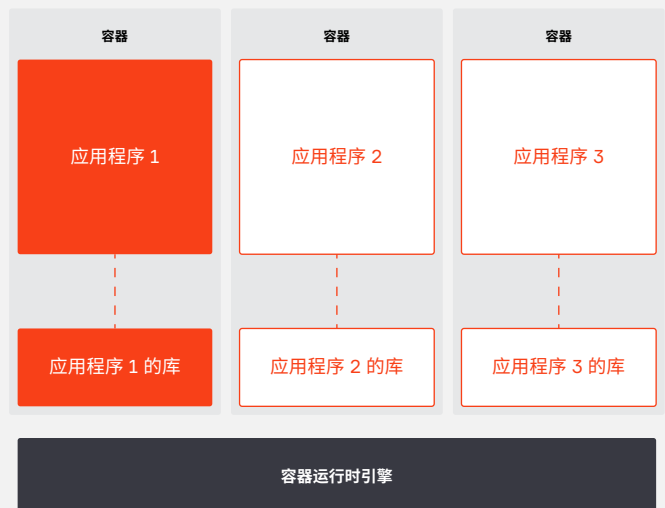 容器
容器
容器
应用程序 1
应用程序 2
应用程序 3
应用程序 1 的库
应用程序 2 的库
应用程序 3 的库
容器运行时引擎